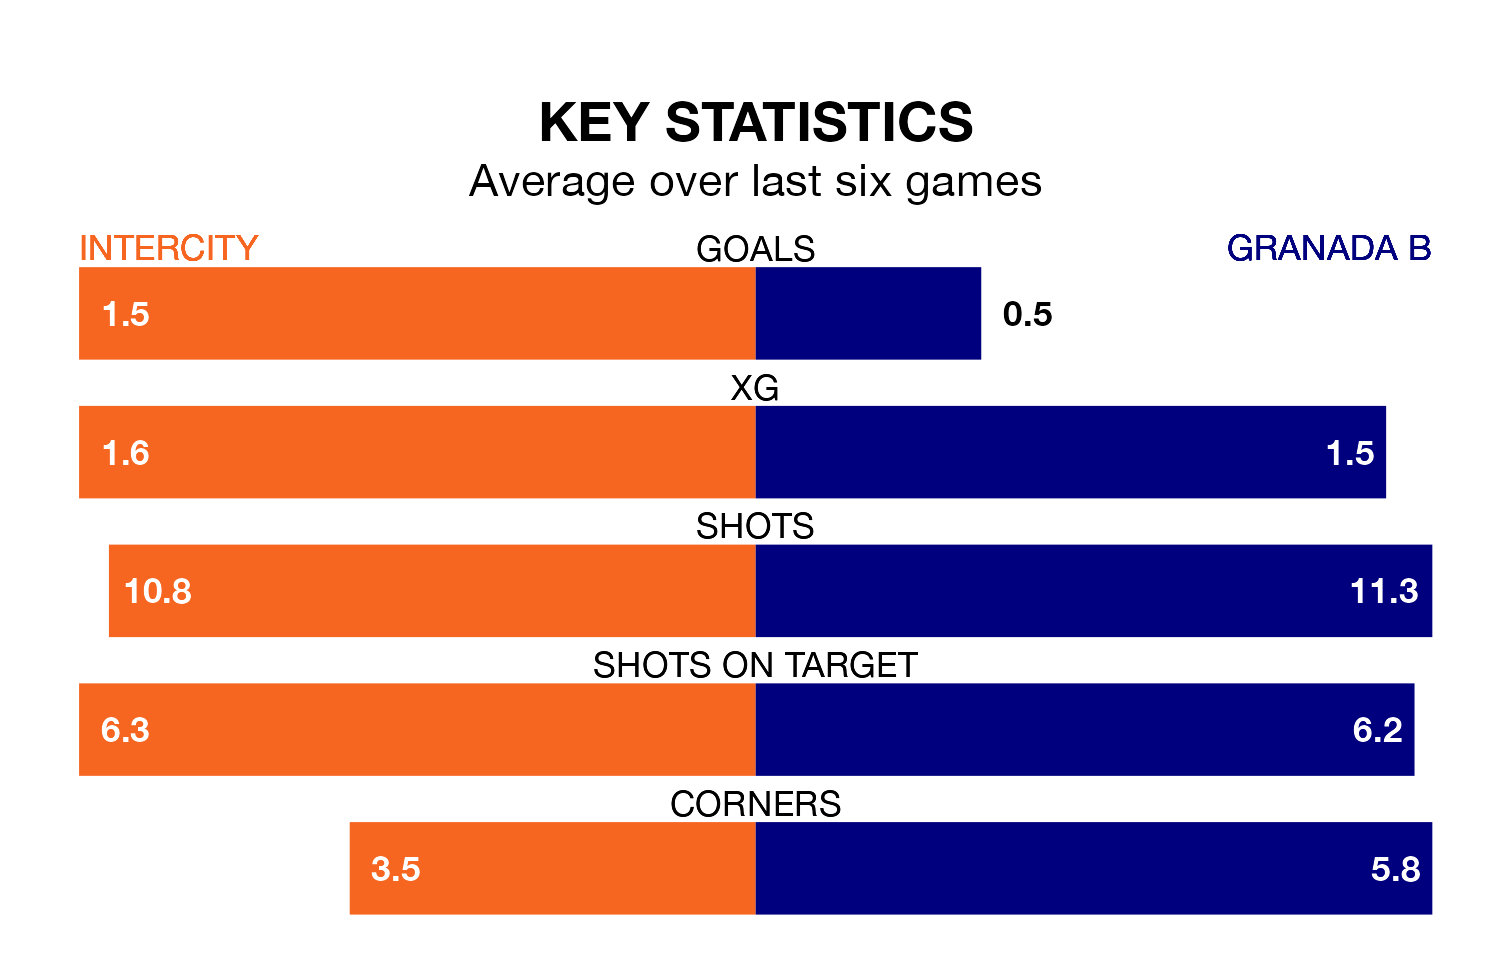 KEY STATISTICS
Average over last six games
INTERCITY GOALS GRANADA B
1.5 0.5
XG
1.6 1.5
SHOTS
10.8 11.3
SHOTS ON TARGET
6.3 6.2
CORNERS
3.5 5.8